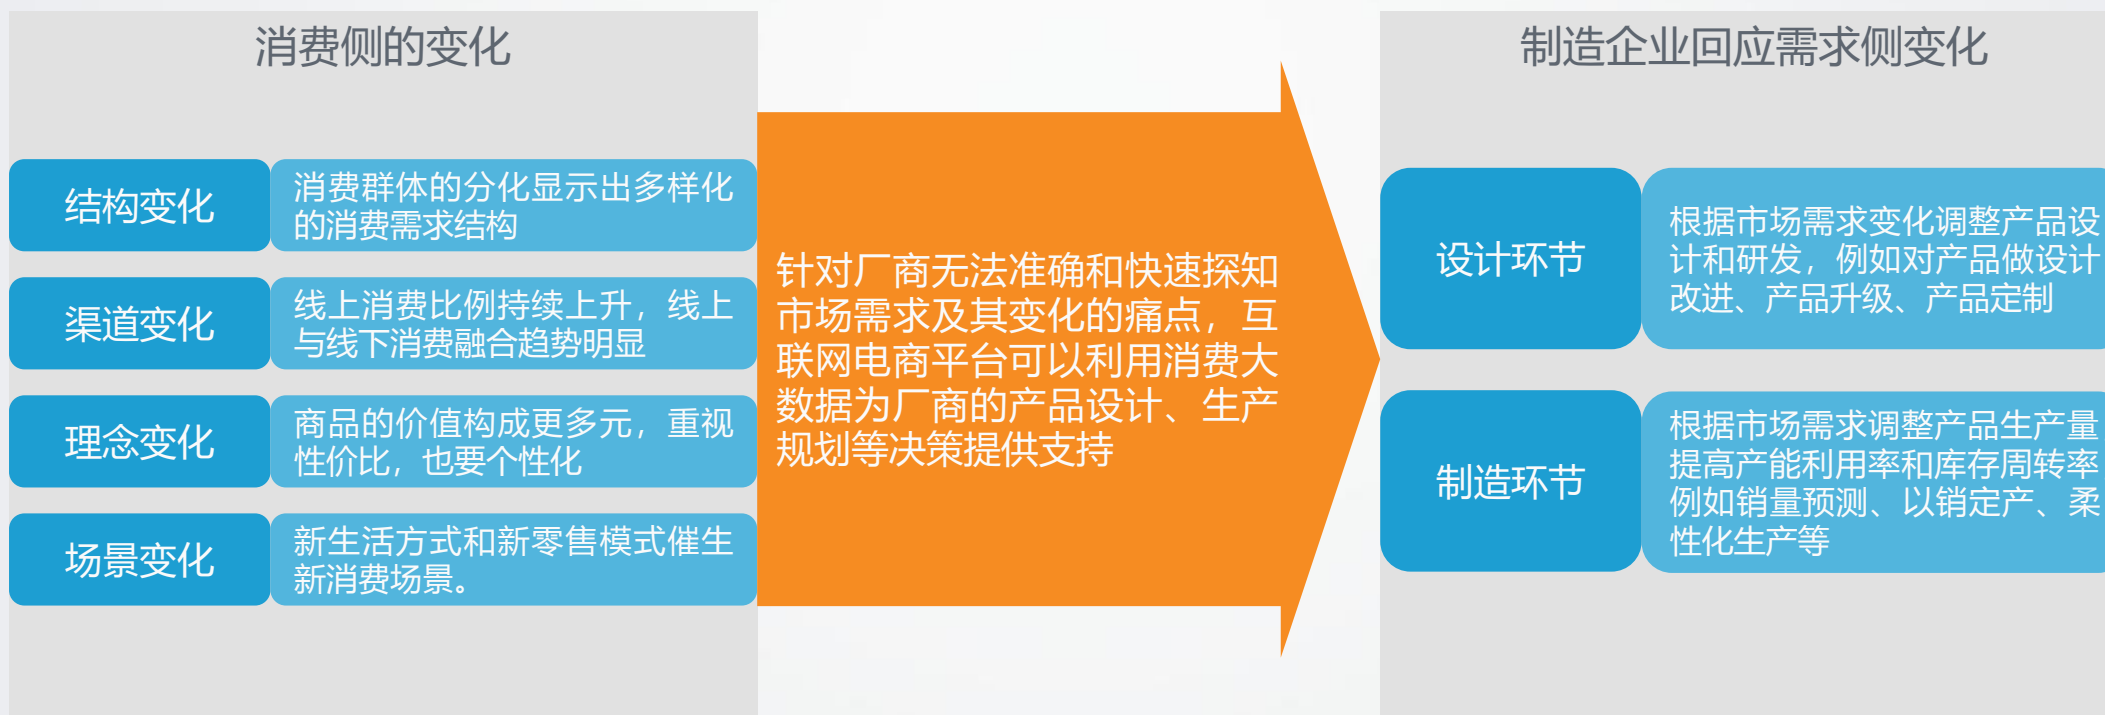 消费侧的变化
结构变化
消费群体的分化显示出多样化
的消费需求结构
渠道变化
线上消费比例持续上升，线上
与线下消费融合趋势明显
理念变化
商品的价值构成更多元，重视
性价比，也要个性化
场景变化
新生活方式和新零售模式催生
新消费场景。
针对厂商无法准确和快速探知
市场需求及其变化的痛点，互
联网电商平台可以利用消费大
数据为厂商的产品设计、生产
规划等决策提供支持
制造企业回应需求侧变化
设计环节
根据市场需求变化调整产品设
计和研发，例如对产品做设计
改进、产品升级、产品定制
制造环节
根据市场需求调整产品生产量
提高产能利用率和库存周转率
例如销量预测、以销定产、柔
性化生产等